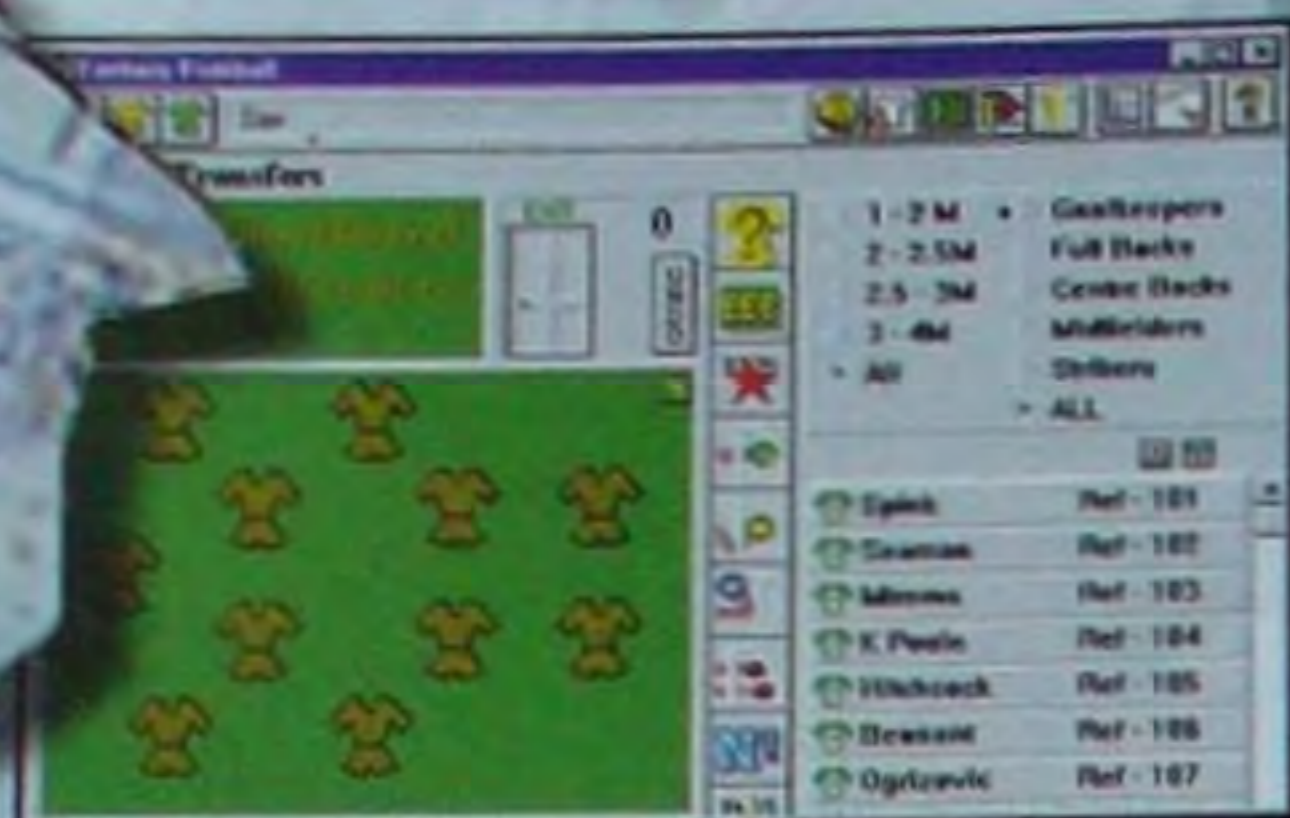 Fantasy Football
Transfers
EXIT
0
1 - 2 M
2 - 2.5M
2.5 - 3M
3 - 4M
All
Goalkeepers
Full Backs
Centre Backs
Midfielders
Strikers
ALL
Spink Ref - 101
Seaman Ref - 102
Mimms Ref - 103
K Poole Ref - 104
Hitchcock Ref - 105
Beasant Ref - 106
Ogrizovic Ref - 107